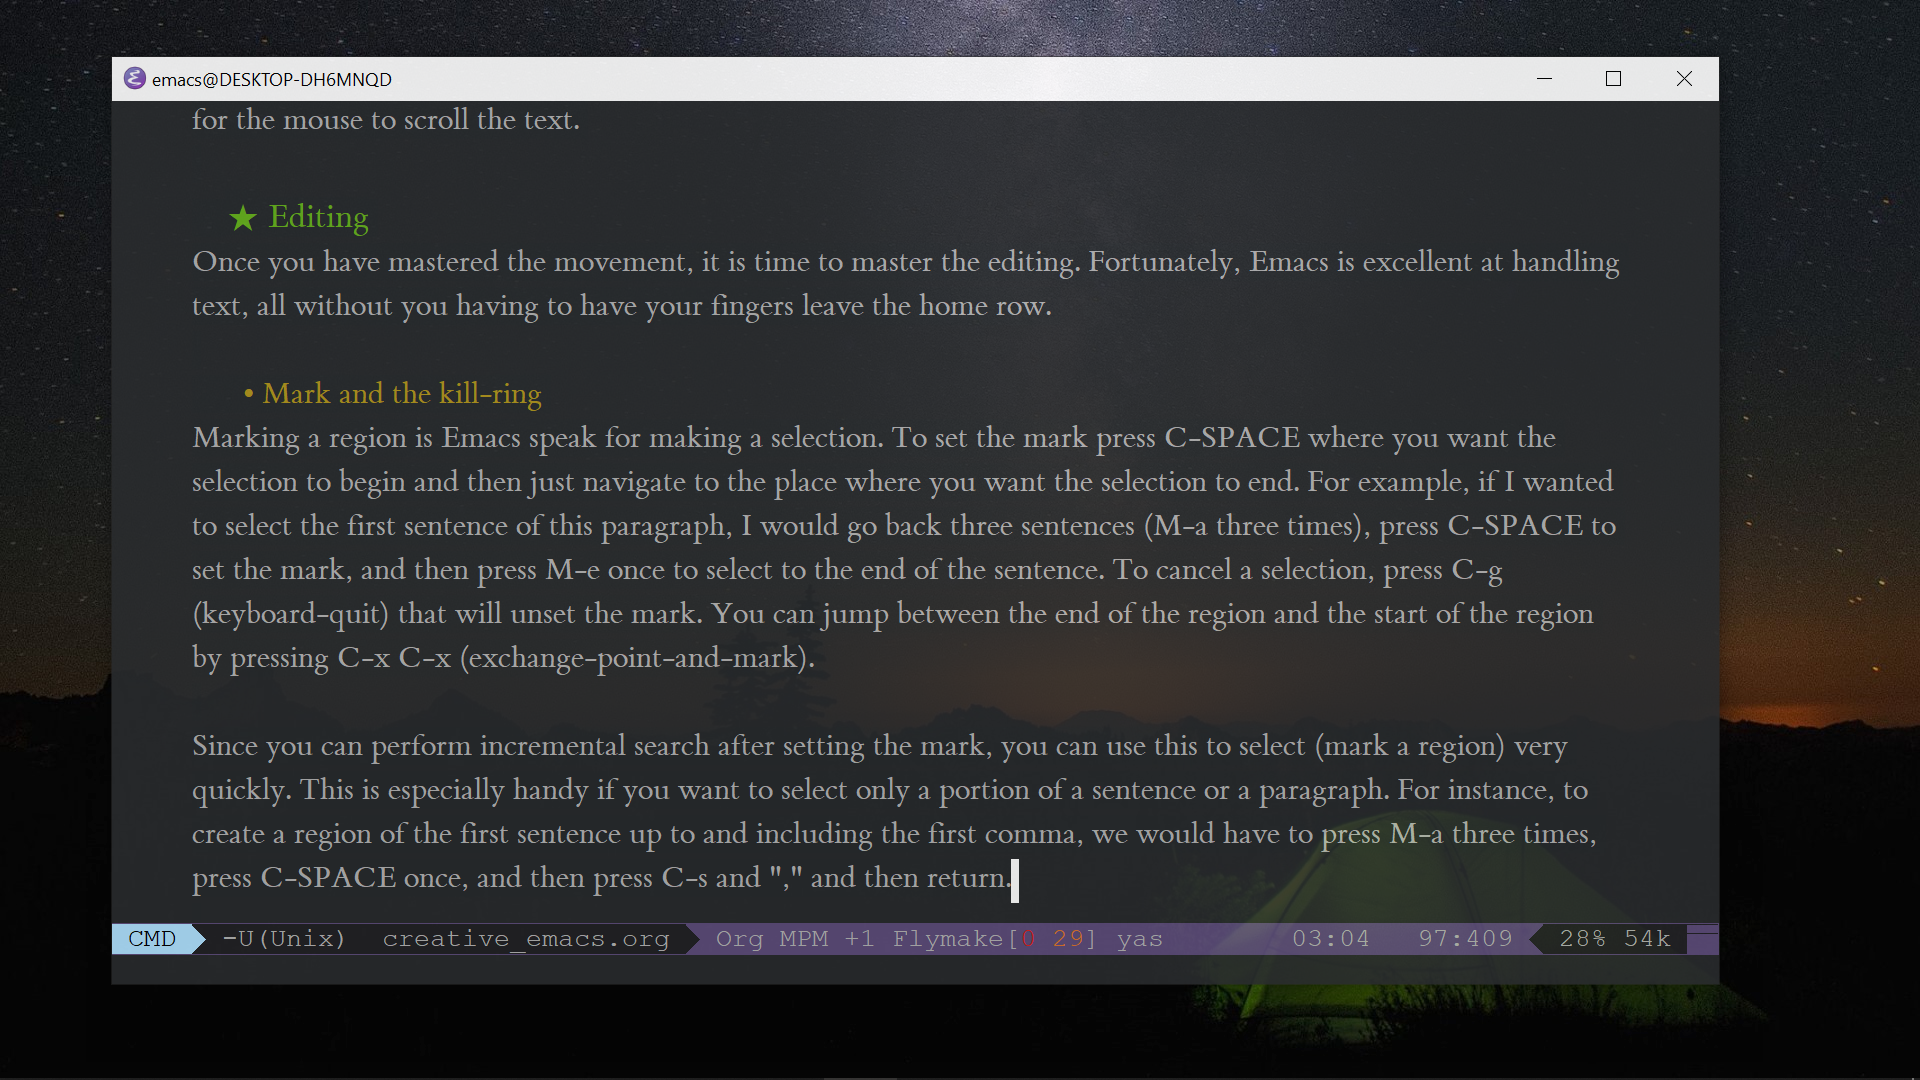 emacs@DESKTOP-DH6MNQD
for the mouse to scroll the text.
★ Editing
Once you have mastered the movement, it is time to master the editing. Fortunately, Emacs is excellent at handling
text, all without you having to have your fingers leave the home row.
• Mark and the kill-ring
Marking a region is Emacs speak for making a selection. To set the mark press C-SPACE where you want the
selection to begin and then just navigate to the place where you want the selection to end. For example, if I wanted
to select the first sentence of this paragraph, I would go back three sentences (M-a three times), press C-SPACE to
set the mark, and then press M-e once to select to the end of the sentence. To cancel a selection, press C-g
(keyboard-quit) that will unset the mark. You can jump between the end of the region and the start of the region
by pressing C-x C-x (exchange-point-and-mark).
Since you can perform incremental search after setting the mark, you can use this to select (mark a region) very
quickly. This is especially handy if you want to select only a portion of a sentence or a paragraph. For instance, to
create a region of the first sentence up to and including the first comma, we would have to press M-a three times,
press C-SPACE once, and then press C-s and "," and then return.
CMD -U(Unix) creative_emacs.org Org MPM +1 Flymake[0 29] yas 03:04 97:409 28% 54k